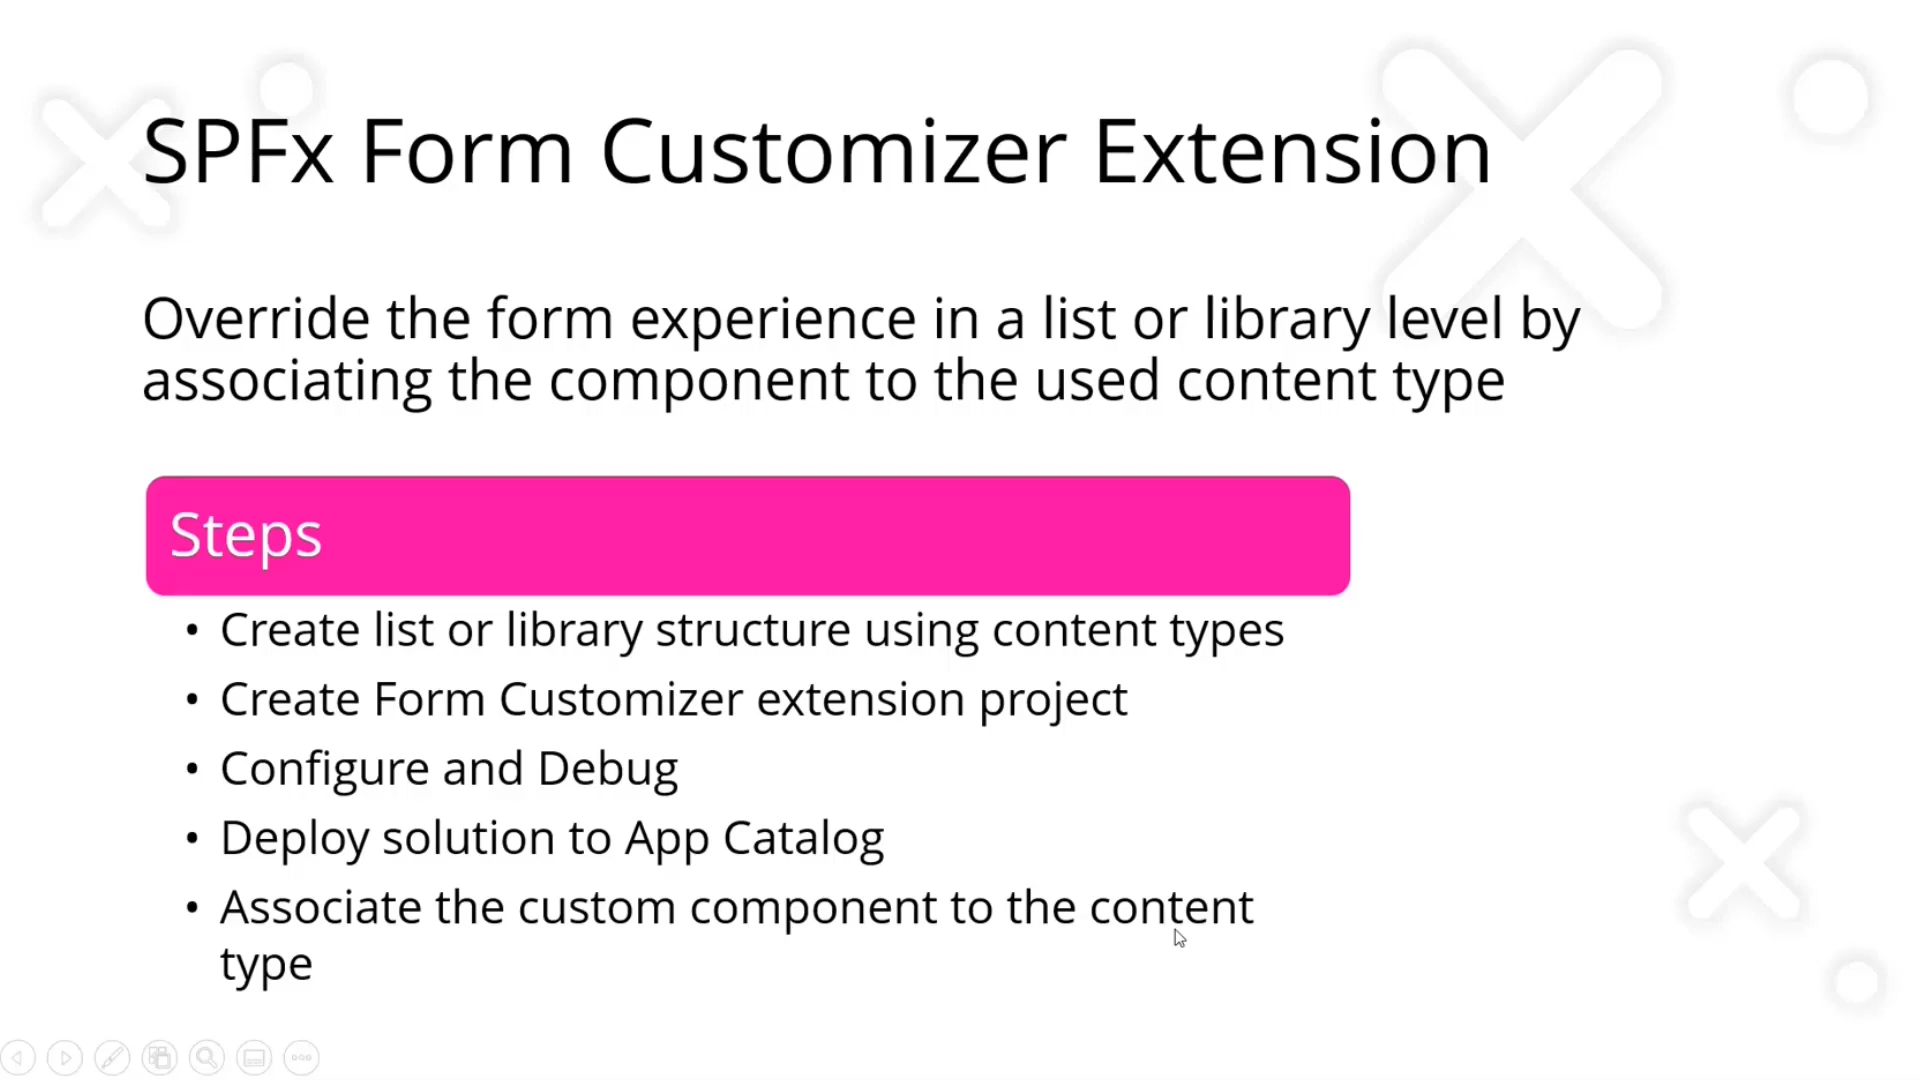 SPFx Form Customizer Extension
Override the form experience in a list or library level by
associating the component to the used content type
Steps
• Create list or library structure using content types
• Create Form Customizer extension project
• Configure and Debug
• Deploy solution to App Catalog
• Associate the custom component to the content
type